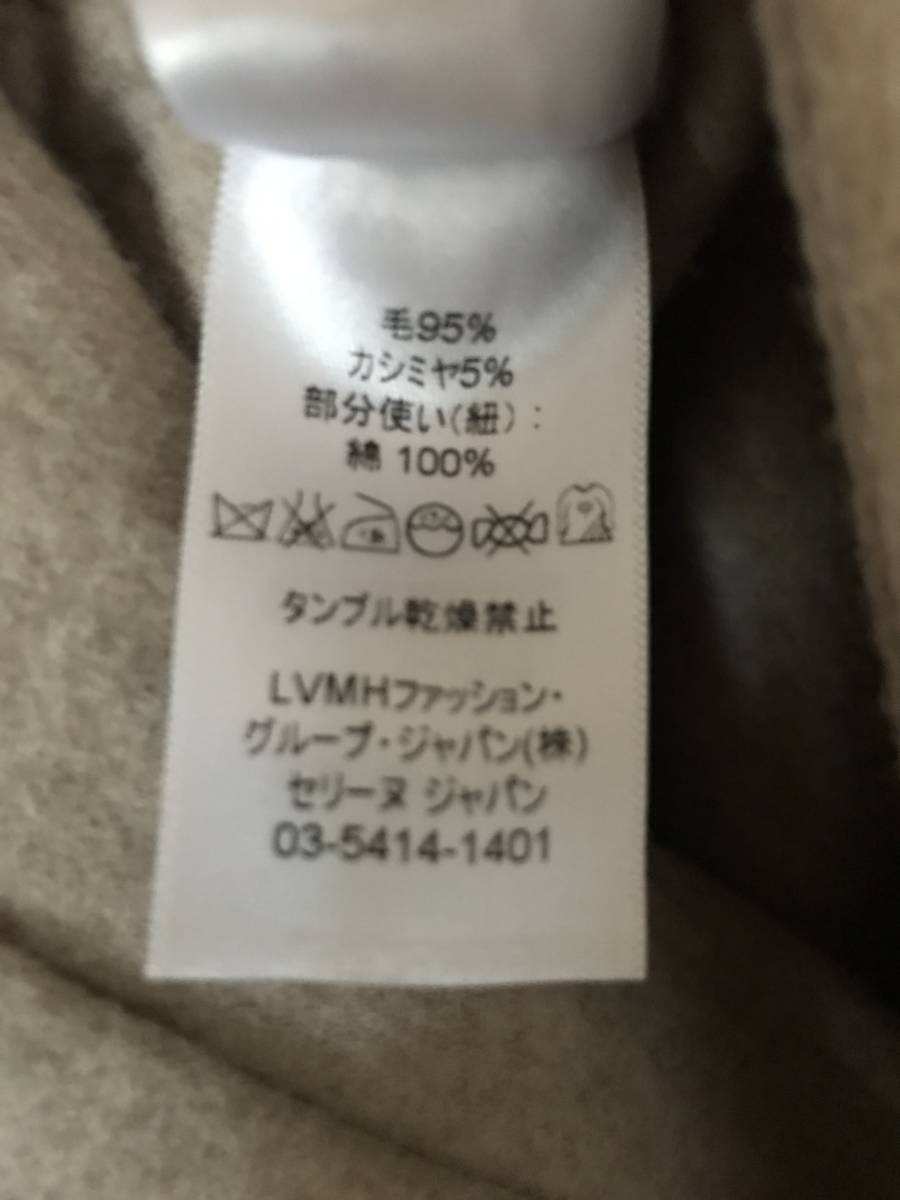 毛95%
カシミヤ5%
部分使い(紐):
綿 100%
タンブル乾燥禁止
LVMHファッション・
グループ・ジャパン(株)
セリーヌ ジャパン
03-5414-1401